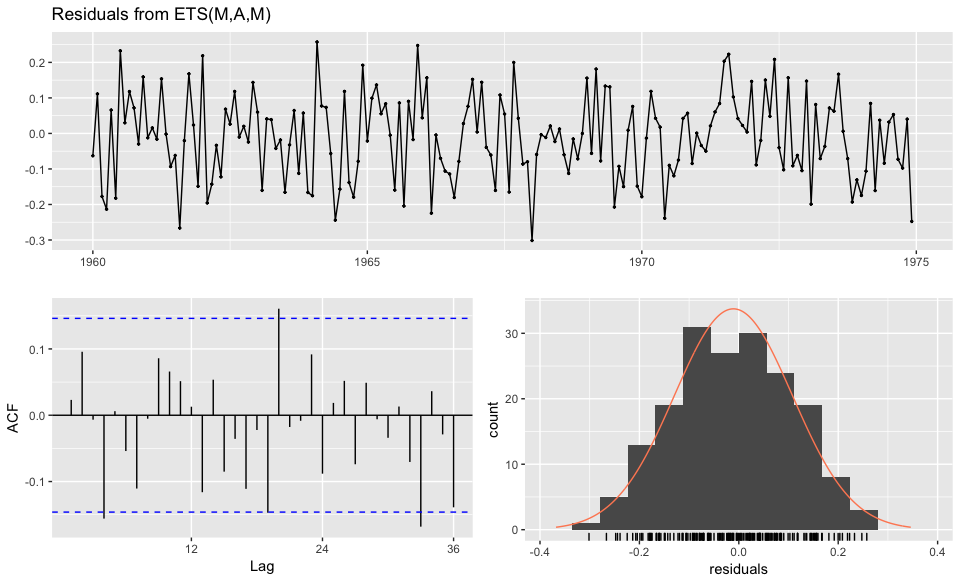 Residuals from ETS(M,A,M)
0.2
0.1
0.0
-0.1
-0.2
-0.3
1960 1965 1970 1975
ACF
0.1
0.0
-0.1
12 24 36
Lag
count
30
20
10
0
-0.4 -0.2 0.0 0.2 0.4
residuals